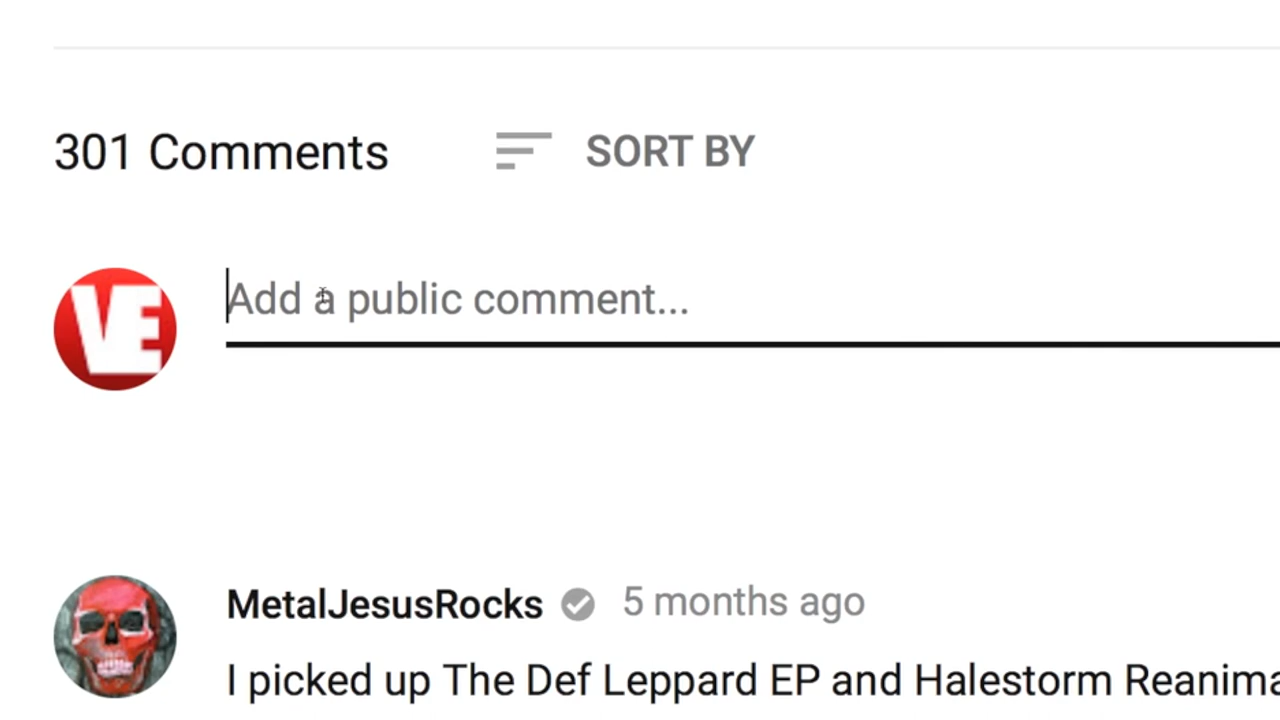 301 Comments
SORT BY
VE
Add a public comment...
MetalJesusRocks 5 months ago
I picked up The Def Leppard EP and Halestorm